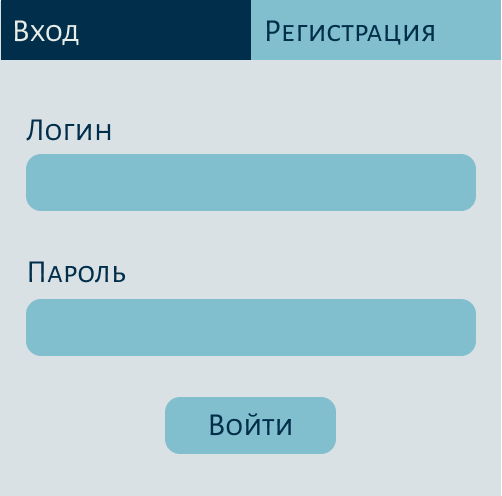 Вход
Регистрация
Логин
Пароль
Войти